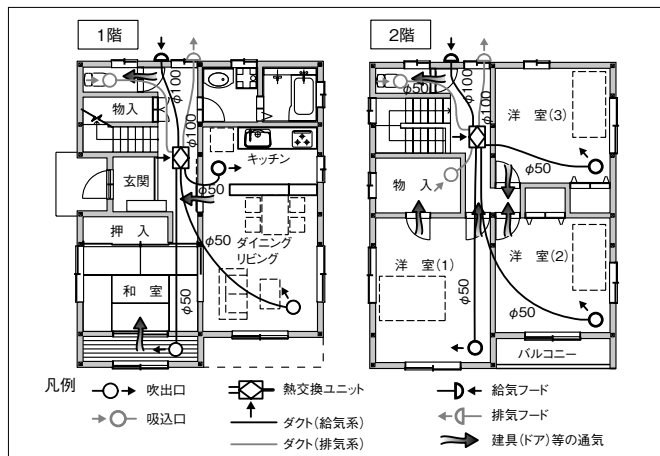 1階
2階
φ100
φ100
物入
キッチン
玄関
φ50
押入
φ50
ダイニング
リビング
和室
φ50
φ50
φ100
φ100
洋室(3)
φ50
物入
洋室(1)
φ50
洋室(2)
φ50
バルコニー
凡例
吹出口
吸込口
熱交換ユニット
ダクト(給気系)
ダクト(排気系)
給気フード
排気フード
建具(ドア)等の通気